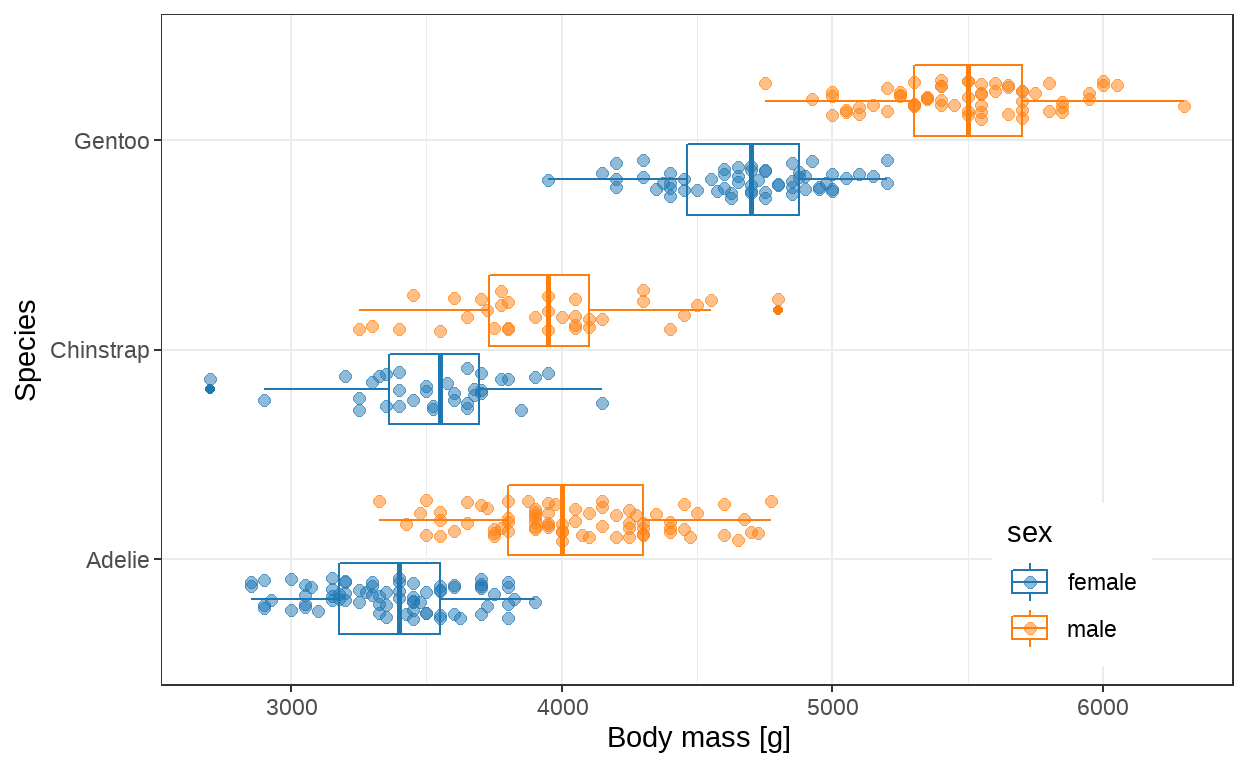 Gentoo
Chinstrap
Adelie
Species
3000 4000 5000 6000
Body mass [g]
sex
female
male